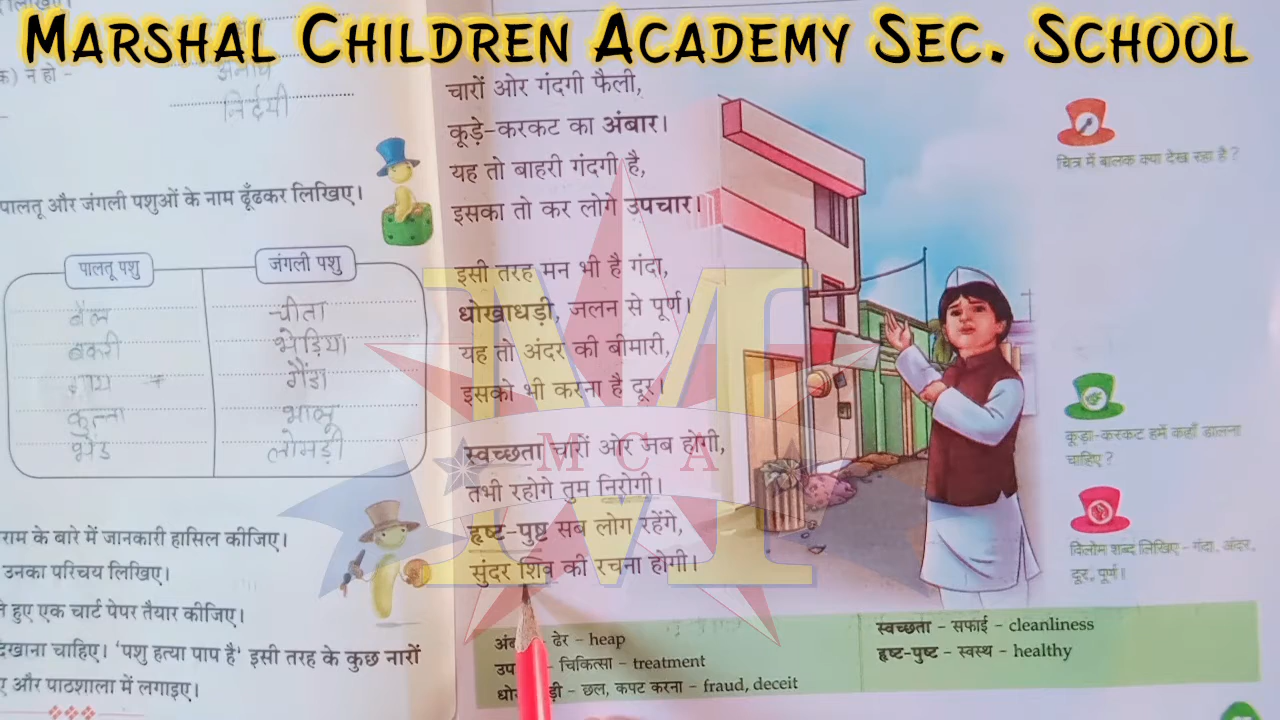 MARSHAL CHILDREN ACADEMY SEC. SCHOOL
लिखिए।
क) न हो –
अनाथ
निर्दयी
पालतू और जंगली पशुओं के नाम ढूँढकर लिखिए।
पालतू पशु
जंगली पशु
बैल
चीता
बकरी
भेड़िया
गाय
गैंडा
कुत्ता
भालू
भेड
लोमड़ी
राम के बारे में जानकारी हासिल कीजिए।
उनका परिचय लिखिए।
हुए एक चार्ट पेपर तैयार कीजिए।
चाहिए। 'पशु हत्या पाप है' इसी तरह के कुछ नारों
और पाठशाला में लगाइए।
चारों ओर गंदगी फैली,
कूड़े-करकट का अंबार।
यह तो बाहरी गंदगी है,
इसका तो कर लोगे उपचार।
इसी तरह मन भी है गंदा,
धोखाधड़ी, जलन से पूर्ण।
यह तो अंदर की बीमारी,
इसको भी करना है दूर।
स्वच्छता चारों ओर जब होगी,
तभी रहोगे तुम निरोगी।
हृष्ट-पुष्ट सब लोग रहेंगे,
सुंदर शिव की रचना होगी।
M C A
चित्र में बालक क्या देख रहा है ?
कूड़ा-करकट हमें कहाँ डालना
चाहिए ?
विलोम शब्द लिखिए – गंदा, अंदर,
दूर, पूर्ण।
– ढेर – heap
– चिकित्सा – treatment
– छल, कपट करना – fraud, deceit
स्वच्छता – सफाई – cleanliness
हृष्ट-पुष्ट – स्वस्थ – healthy